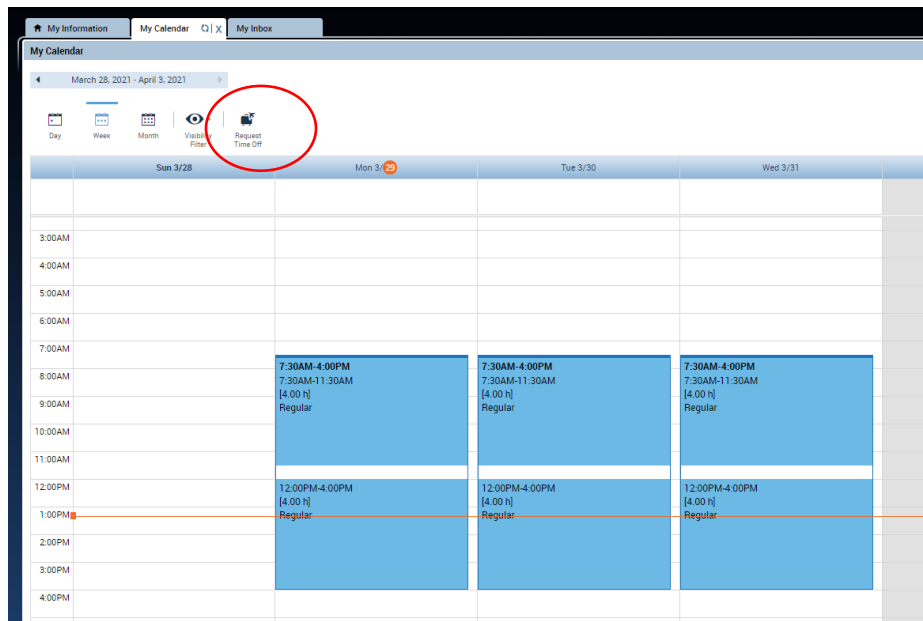 My Information My Calendar X My Inbox
My Calendar
March 28, 2021 - April 3, 2021
Day Week Month Visibility Filter Request Time Off
Sun 3/28 Mon 3/29 Tue 3/30 Wed 3/31
3:00AM
4:00AM
5:00AM
6:00AM
7:00AM
7:30AM-4:00PM 7:30AM-4:00PM 7:30AM-4:00PM
8:00AM 7:30AM-11:30AM 7:30AM-11:30AM 7:30AM-11:30AM
[4.00 h] [4.00 h] [4.00 h]
9:00AM Regular Regular Regular
10:00AM
11:00AM
12:00PM 12:00PM-4:00PM 12:00PM-4:00PM 12:00PM-4:00PM
[4.00 h] [4.00 h] [4.00 h]
1:00PM Regular Regular Regular
2:00PM
3:00PM
4:00PM